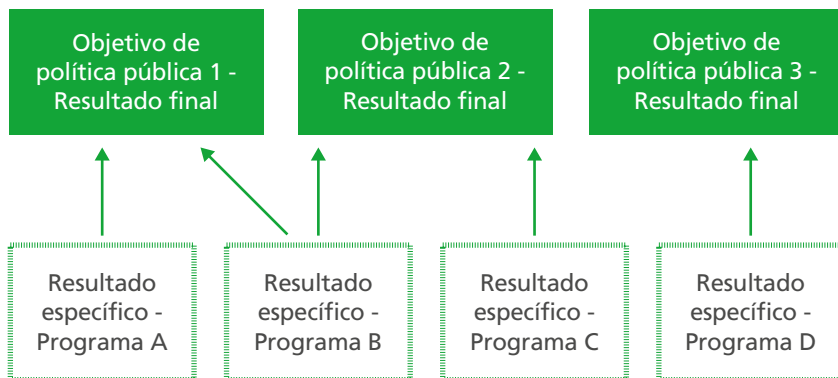 Objetivo de
política pública 1 -
Resultado final
Objetivo de
política pública 2 -
Resultado final
Objetivo de
política pública 3 -
Resultado final
Resultado
específico -
Programa A
Resultado
específico -
Programa B
Resultado
específico -
Programa C
Resultado
específico -
Programa D